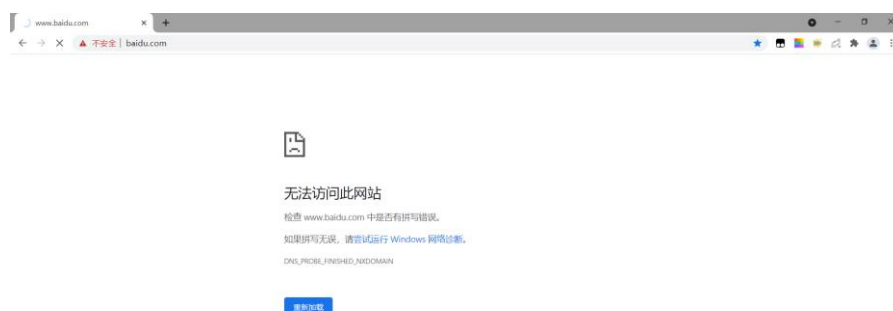 www.baidu.com
不安全 | baidu.com
无法访问此网站
检查 www.baidu.com 中是否有拼写错误。
如果拼写无误，请尝试运行 Windows 网络诊断。
DNS_PROBE_FINISHED_NXDOMAIN
重新加载